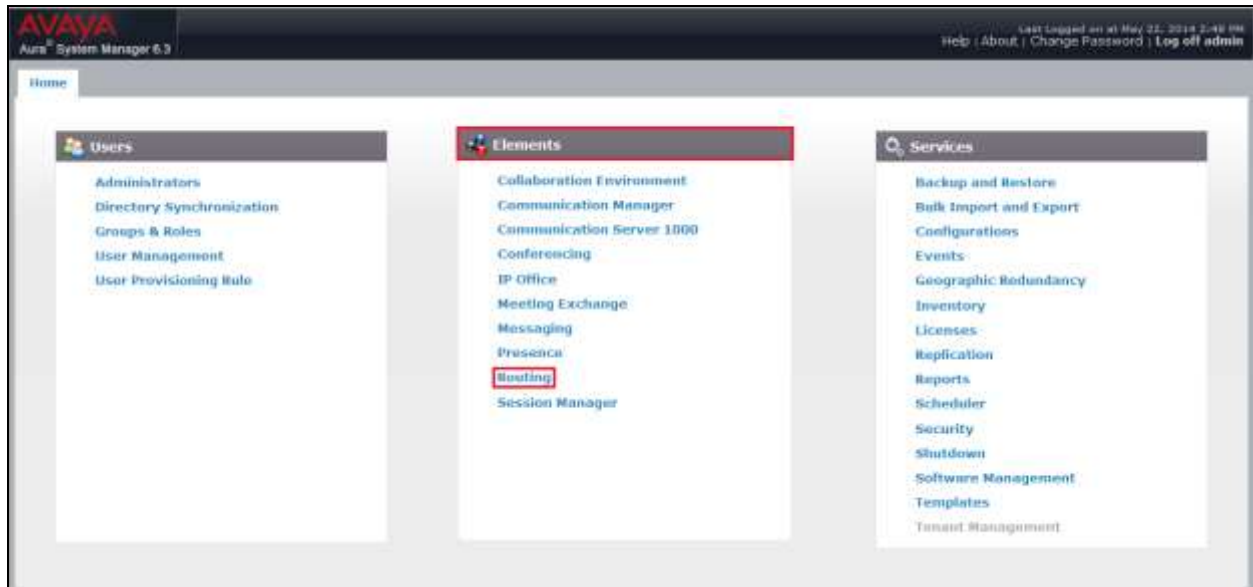 AVAYA
Aura® System Manager 6.3
Last Logged on at May 22, 2014 2:48 PM
Help | About | Change Password | Log off admin
Home
Users
Administrators
Directory Synchronization
Groups & Roles
User Management
User Provisioning Rule
Elements
Collaboration Environment
Communication Manager
Communication Server 1000
Conferencing
IP Office
Meeting Exchange
Messaging
Presence
Routing
Session Manager
Services
Backup and Restore
Bulk Import and Export
Configurations
Events
Geographic Redundancy
Inventory
Licenses
Replication
Reports
Scheduler
Security
Shutdown
Software Management
Templates
Tenant Management